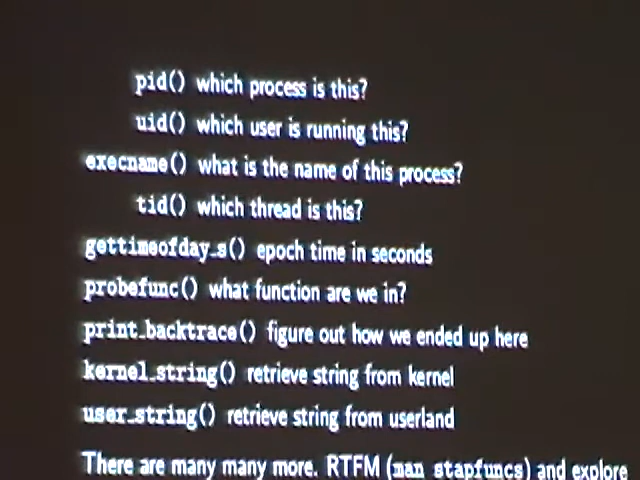 pid() which process is this?
uid() which user is running this?
execname() what is the name of this process?
tid() which thread is this?
gettimeofday_s() epoch time in seconds
probefunc() what function are we in?
print_backtrace() figure out how we ended up here
kernel_string() retrieve string from kernel
user_string() retrieve string from userland
There are many many more. RTFM (man stapfuncs) and explore